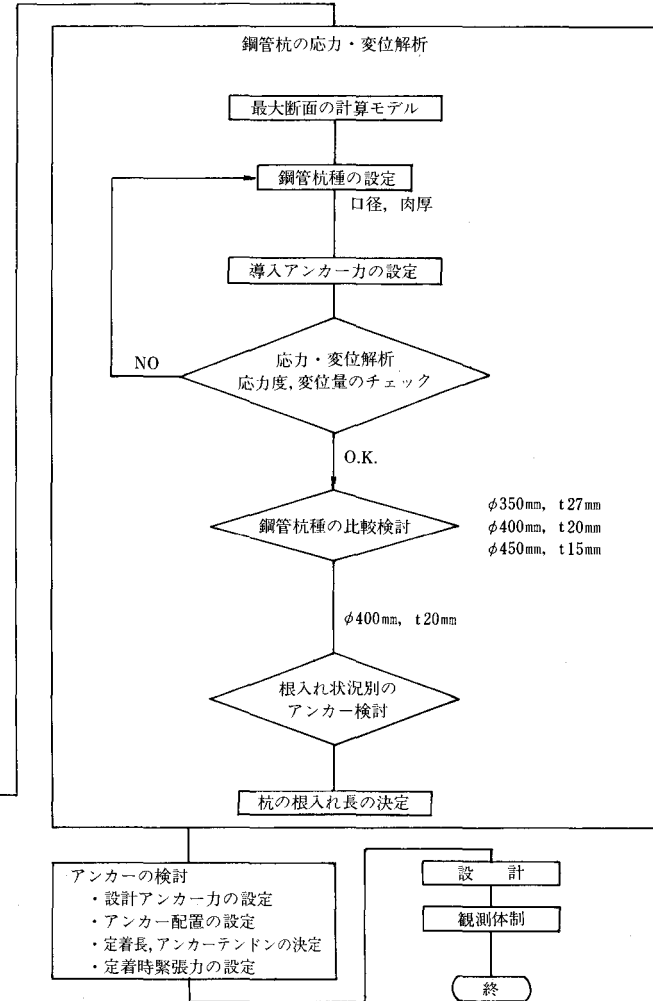 鋼管杭の応力・変位解析
最大断面の計算モデル
鋼管杭種の設定
口径，肉厚
導入アンカー力の設定
応力・変位解析
応力度，変位量のチェック
NO
O.K.
鋼管杭種の比較検討
φ350mm，t27mm
φ400mm，t20mm
φ450mm，t15mm
φ400mm，t20mm
根入れ状況別の
アンカー検討
杭の根入れ長の決定
アンカーの検討
・設計アンカー力の設定
・アンカー配置の設定
・定着長，アンカーテンドンの決定
・定着時緊張力の設定
設　計
観測体制
終